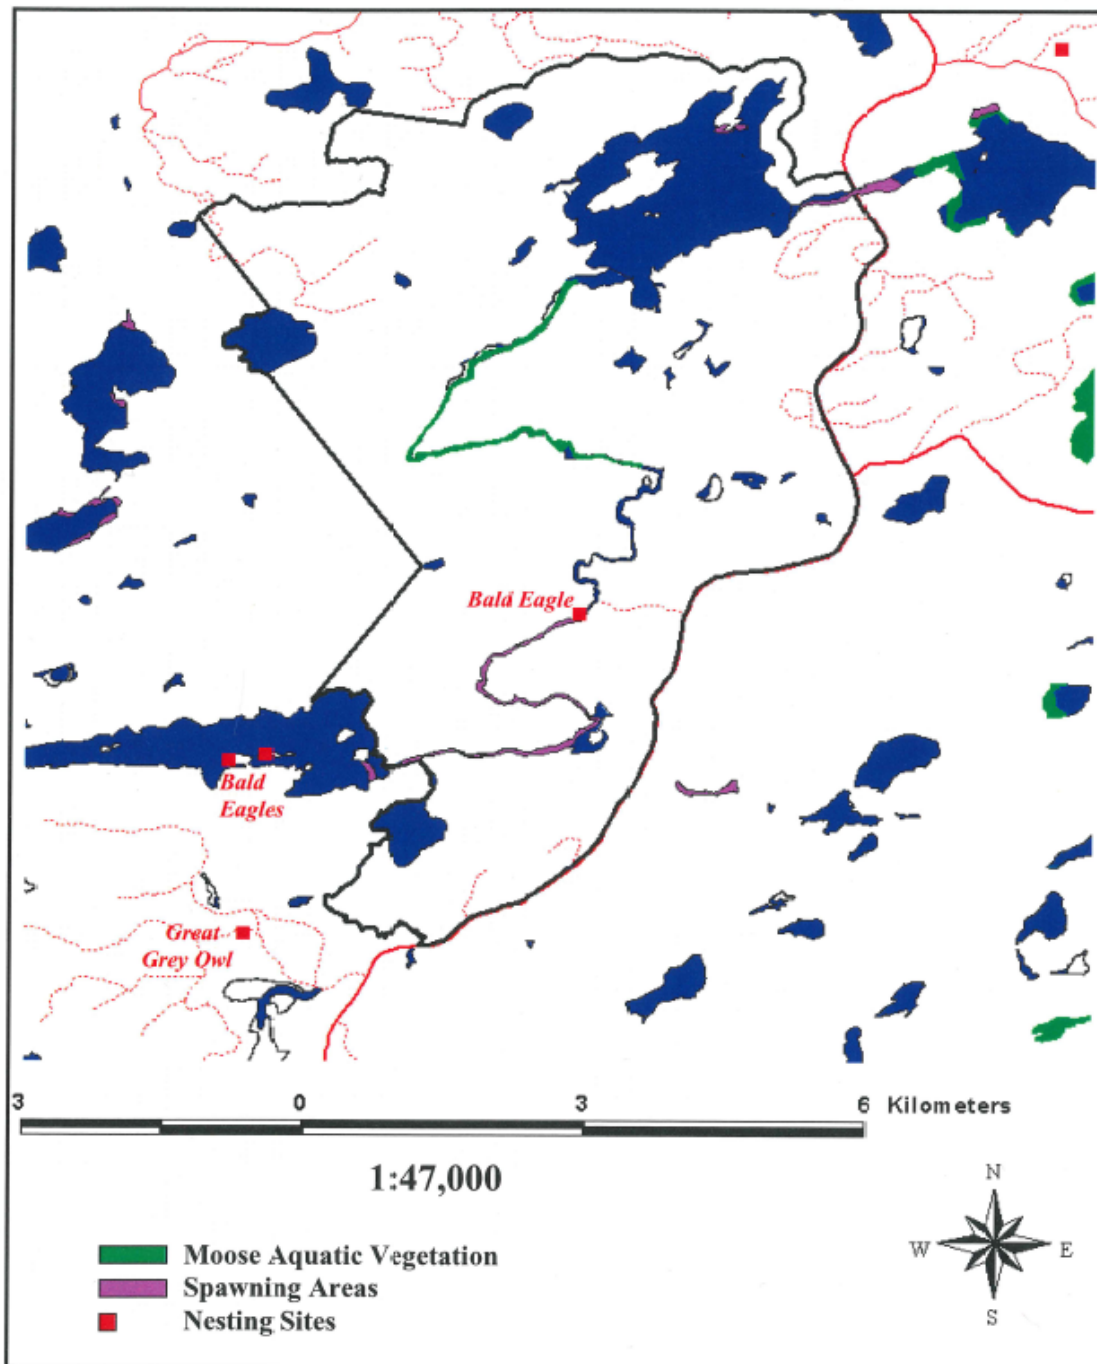 Bald Eagle
Bald
Eagles
Great
Grey Owl
3 0 3 6 Kilometers
1:47,000
N
W E
S
Moose Aquatic Vegetation
Spawning Areas
Nesting Sites